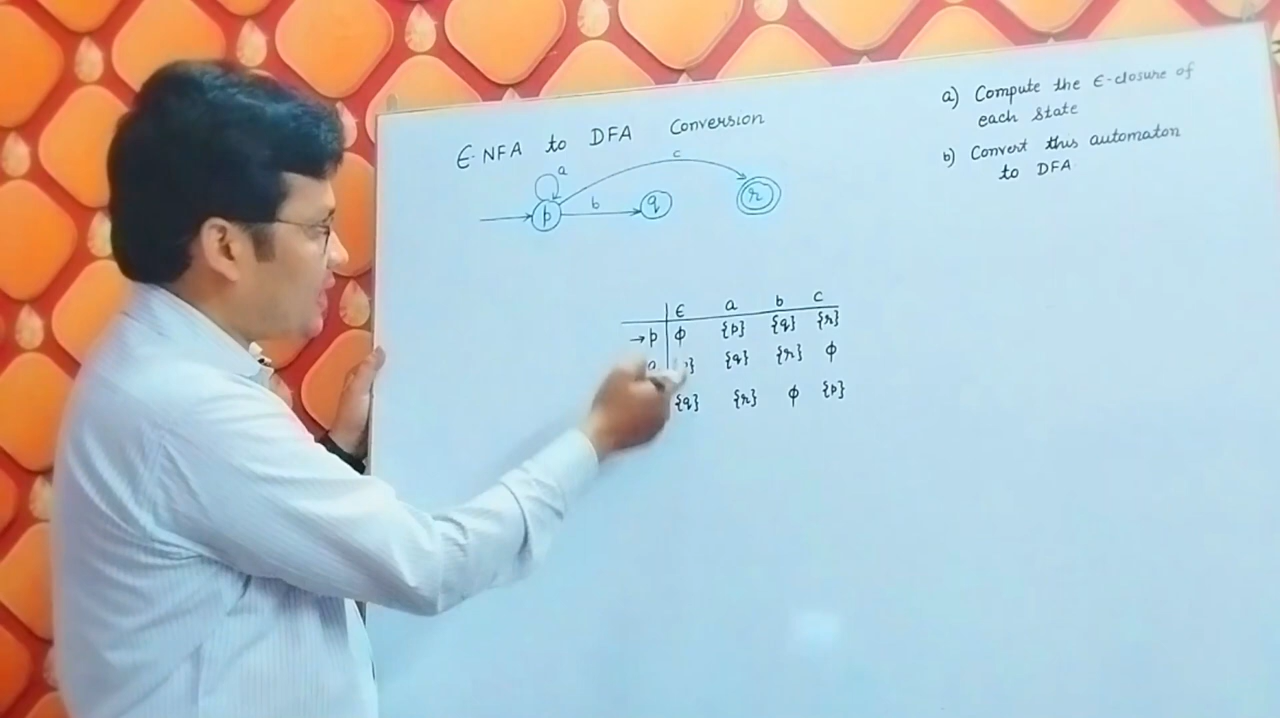 a) Compute the ε-closure of
each State
b) Convert this automaton
to DFA
ε-NFA to DFA Conversion
a
c
b
p
q
r
ε a b c
→p ϕ {p} {q} {r}
{q} {r} ϕ
{q} {r} ϕ {p}